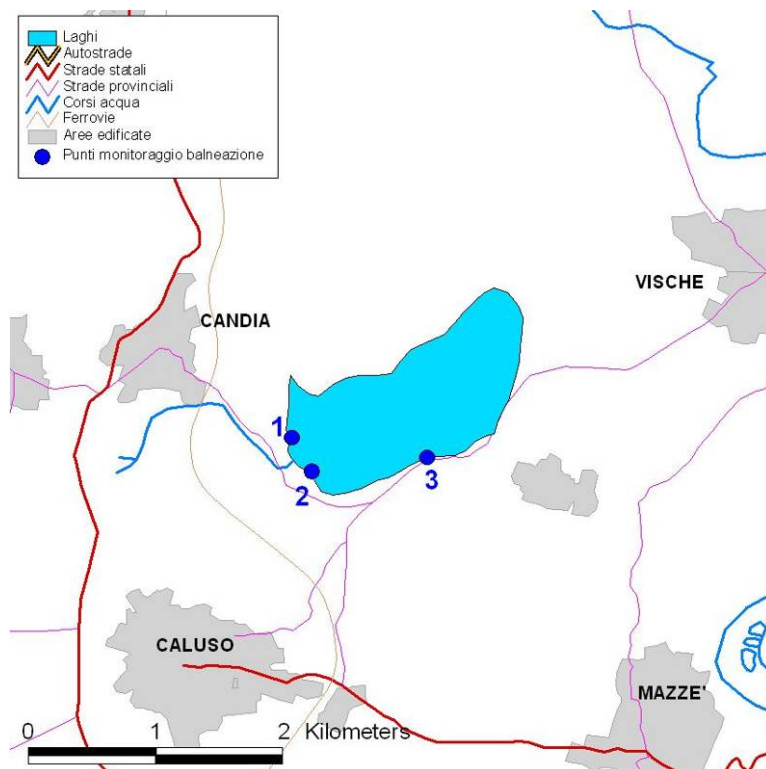 Laghi
Autostrade
Strade statali
Strade provinciali
Corsi acqua
Ferrovie
Aree edificate
Punti monitoraggio balneazione
VISCHE
CANDIA
1
2
3
CALUSO
MAZZE'
0 1 2 Kilometers